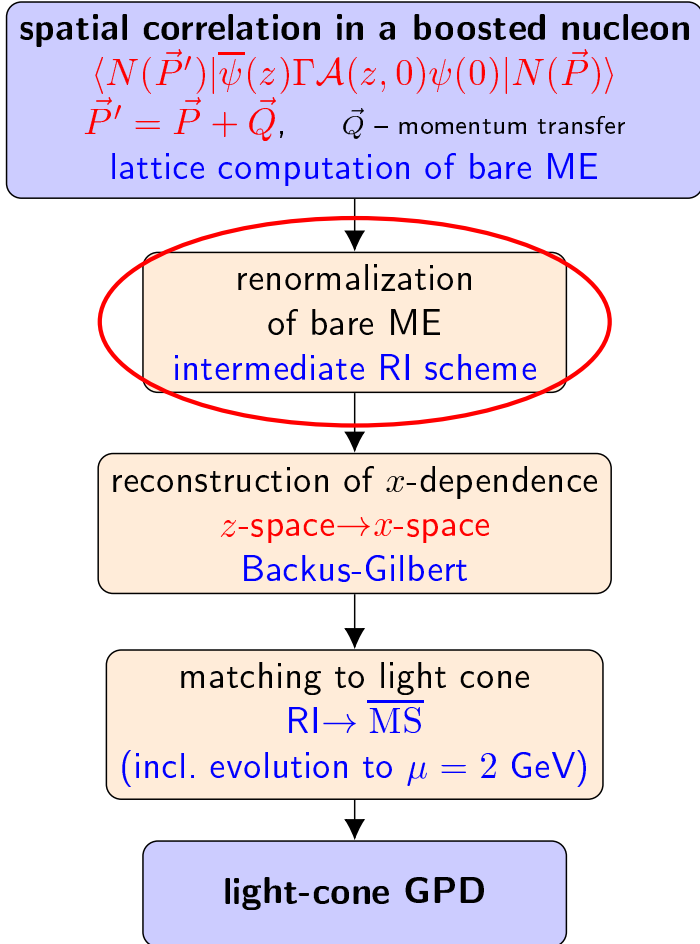 spatial correlation in a boosted nucleon
⟨N(P⃗′)|ψ̅(z)Γ𝒜(z, 0)ψ(0)|N(P⃗)⟩
P⃗′ = P⃗ + Q⃗, Q⃗ – momentum transfer
lattice computation of bare ME
renormalization
of bare ME
intermediate RI scheme
reconstruction of x-dependence
z-space→x-space
Backus-Gilbert
matching to light cone
RI→ M̅S̅
(incl. evolution to μ = 2 GeV)
light-cone GPD